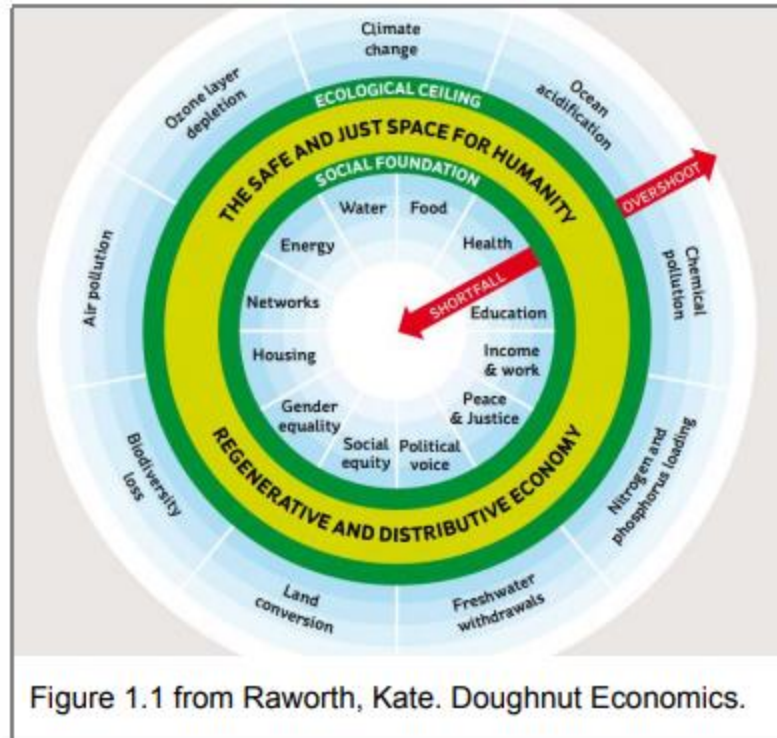 Climate
change
Ocean
acidification
Chemical
pollution
Nitrogen and
phosphorus loading
Freshwater
withdrawals
Land
conversion
Biodiversity
loss
Air pollution
Ozone layer
depletion
ECOLOGICAL CEILING
THE SAFE AND JUST SPACE FOR HUMANITY
SOCIAL FOUNDATION
OVERSHOOT
SHORTFALL
Water
Food
Health
Education
Income
& work
Peace
& Justice
Political
voice
Social
equity
Gender
equality
Housing
Networks
Energy
REGENERATIVE AND DISTRIBUTIVE ECONOMY
Figure 1.1 from Raworth, Kate. Doughnut Economics.